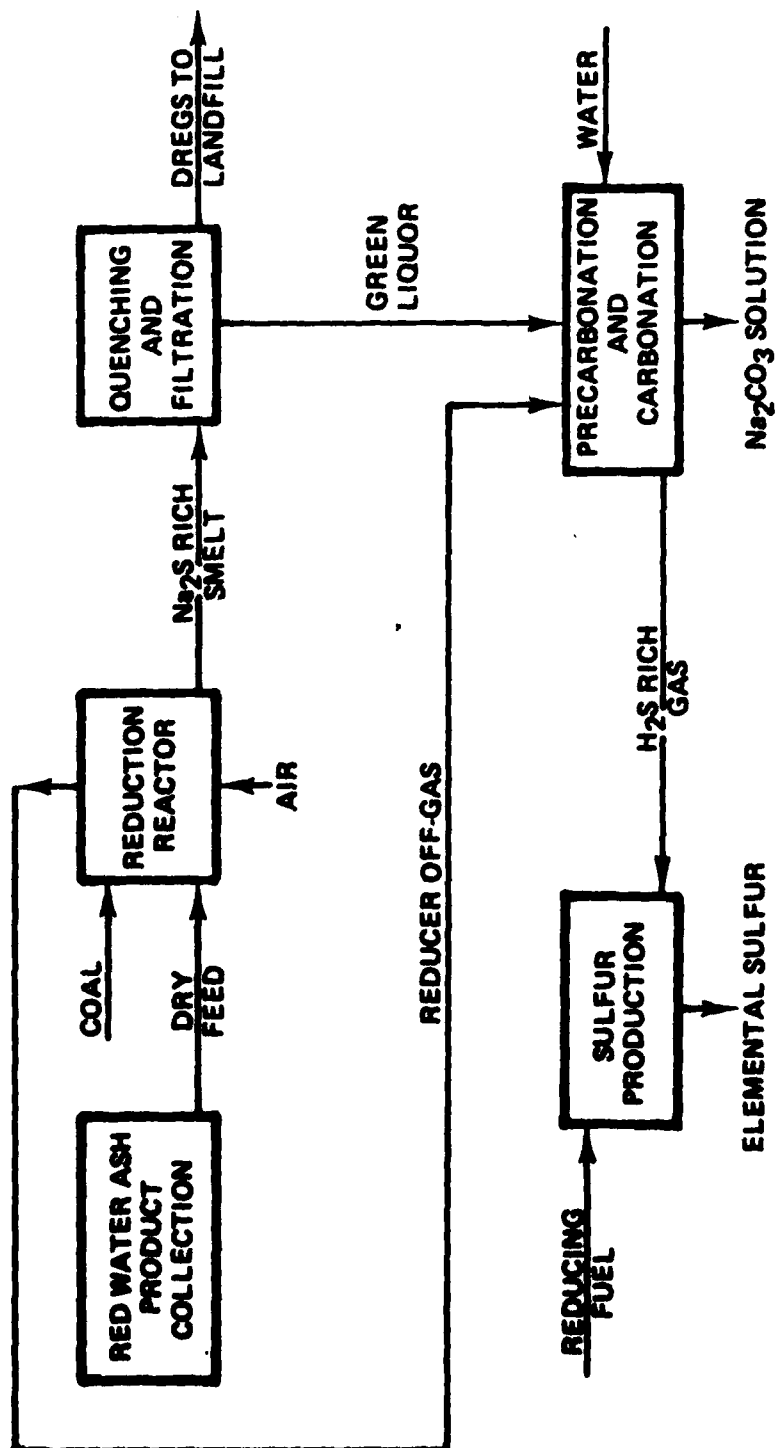 RED WATER ASH
PRODUCT
COLLECTION
DRY
FEED
COAL
REDUCTION
REACTOR
AIR
Na2S RICH
SMELT
QUENCHING
AND
FILTRATION
DREGS TO
LANDFILL
REDUCER OFF-GAS
GREEN
LIQUOR
REDUCING
FUEL
SULFUR
PRODUCTION
ELEMENTAL SULFUR
H2S RICH
GAS
PRECARBONATION
AND
CARBONATION
WATER
Na2CO3 SOLUTION